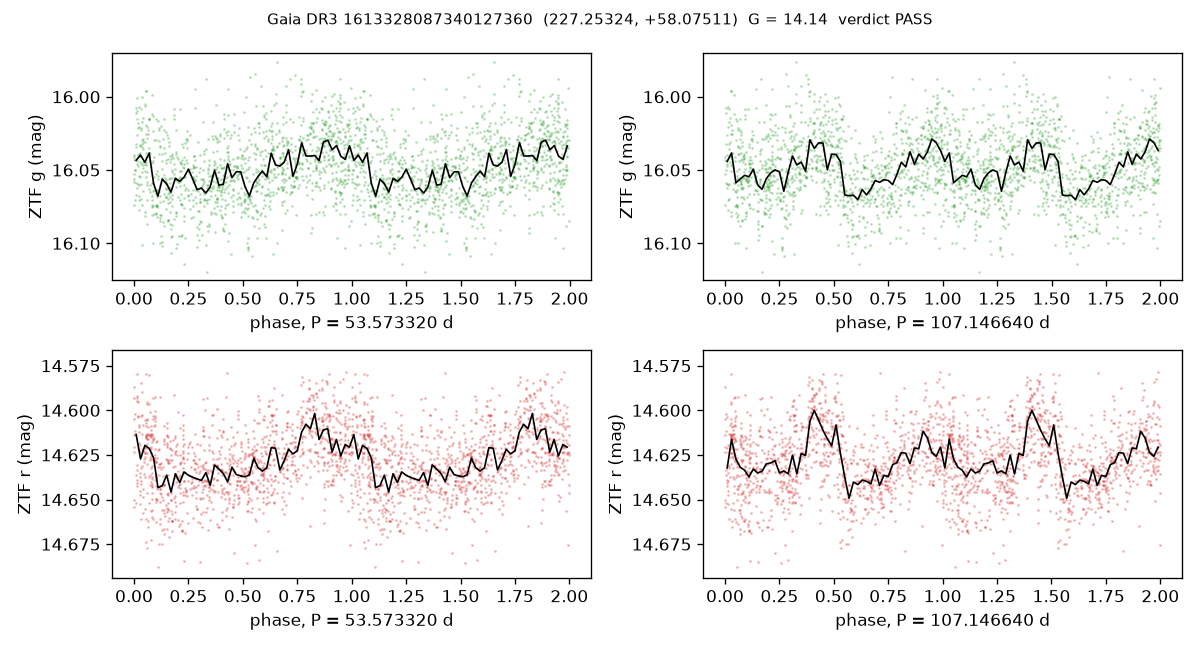 Gaia DR3 1613328087340127360 (227.25324, +58.07511) G = 14.14 verdict PASS
ZTF g (mag)
16.00
16.05
16.10
0.00 0.25 0.50 0.75 1.00 1.25 1.50 1.75 2.00
phase, P = 53.573320 d
ZTF g (mag)
16.00
16.05
16.10
0.00 0.25 0.50 0.75 1.00 1.25 1.50 1.75 2.00
phase, P = 107.146640 d
ZTF r (mag)
14.575
14.600
14.625
14.650
14.675
0.00 0.25 0.50 0.75 1.00 1.25 1.50 1.75 2.00
phase, P = 53.573320 d
ZTF r (mag)
14.575
14.600
14.625
14.650
14.675
0.00 0.25 0.50 0.75 1.00 1.25 1.50 1.75 2.00
phase, P = 107.146640 d